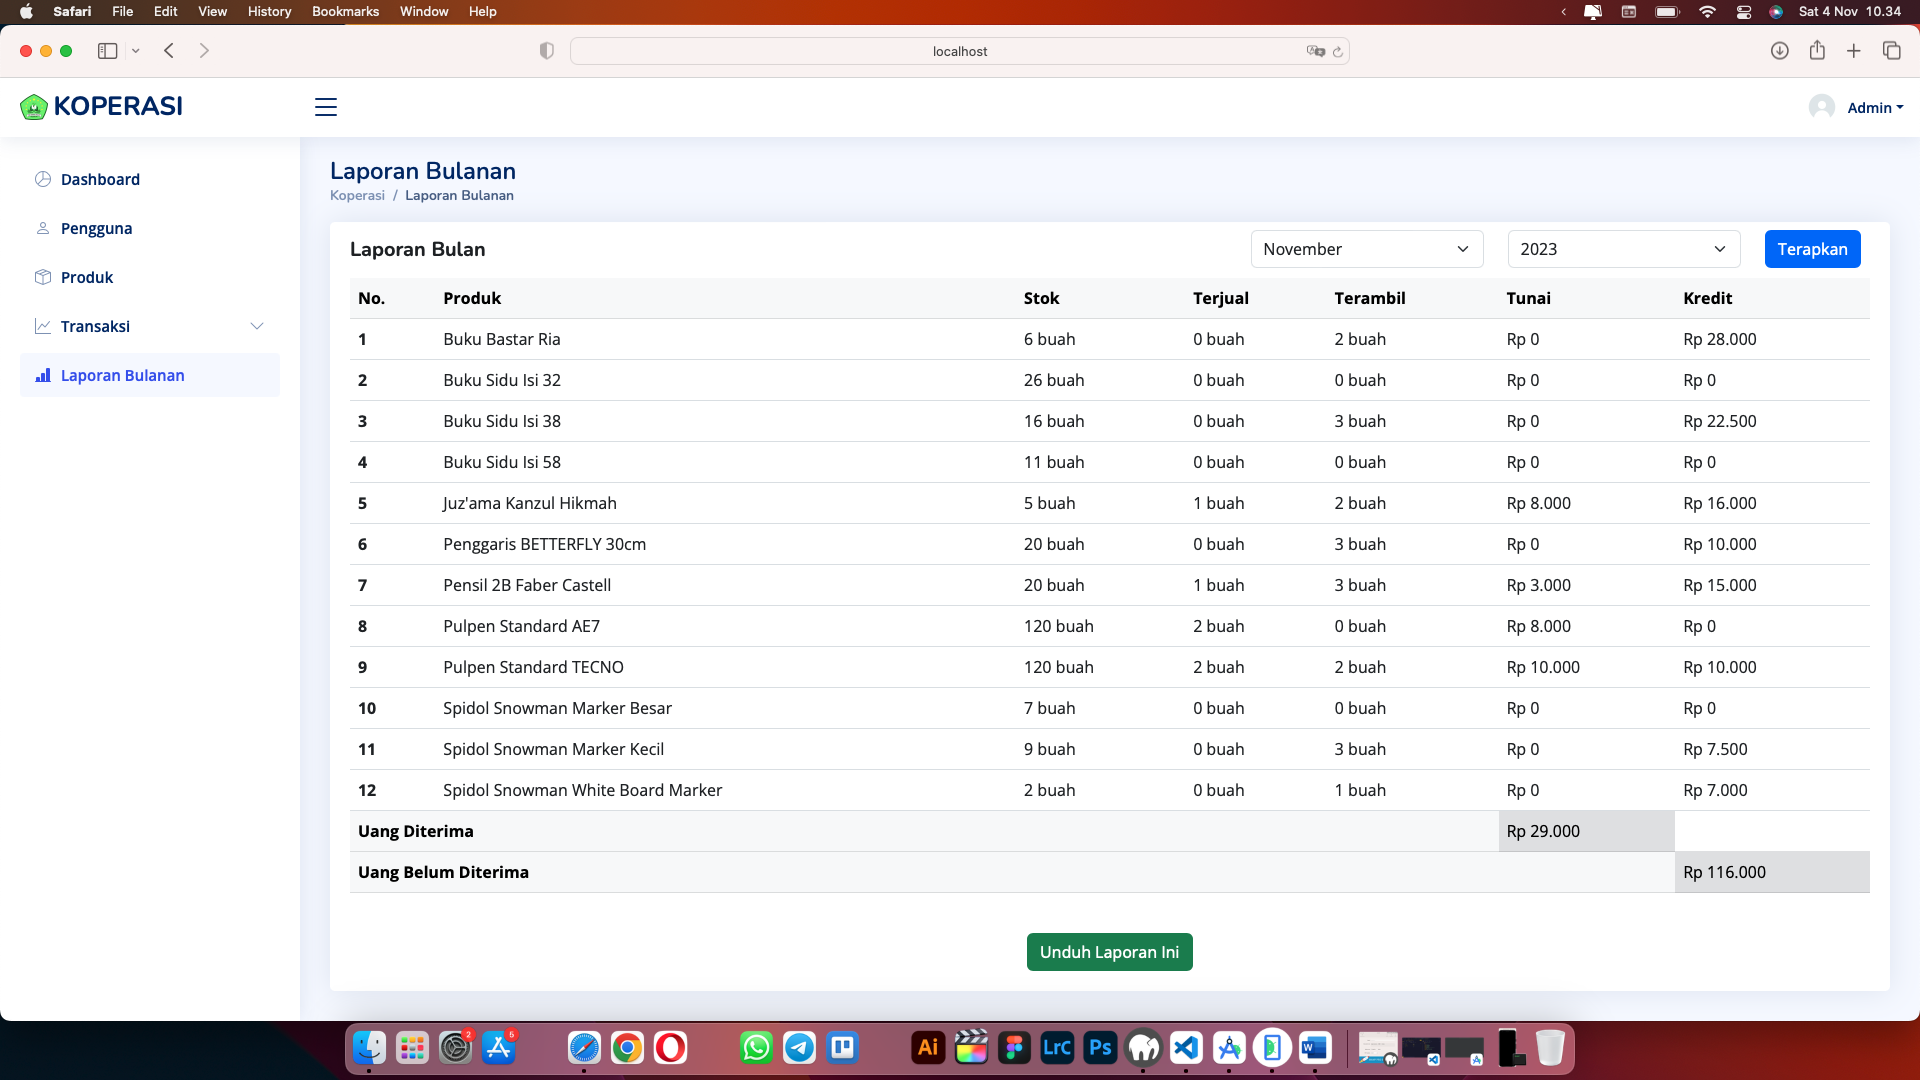 Safari File Edit View History Bookmarks Window Help Sat 4 Nov 10.34
localhost
KOPERASI Admin
Dashboard
Pengguna
Produk
Transaksi
Laporan Bulanan
Laporan Bulanan
Koperasi / Laporan Bulanan
Laporan Bulan November 2023 Terapkan
No. Produk Stok Terjual Terambil Tunai Kredit
1 Buku Bastar Ria 6 buah 0 buah 2 buah Rp 0 Rp 28.000
2 Buku Sidu Isi 32 26 buah 0 buah 0 buah Rp 0 Rp 0
3 Buku Sidu Isi 38 16 buah 0 buah 3 buah Rp 0 Rp 22.500
4 Buku Sidu Isi 58 11 buah 0 buah 0 buah Rp 0 Rp 0
5 Juz'ama Kanzul Hikmah 5 buah 1 buah 2 buah Rp 8.000 Rp 16.000
6 Penggaris BETTERFLY 30cm 20 buah 0 buah 3 buah Rp 0 Rp 10.000
7 Pensil 2B Faber Castell 20 buah 1 buah 3 buah Rp 3.000 Rp 15.000
8 Pulpen Standard AE7 120 buah 2 buah 0 buah Rp 8.000 Rp 0
9 Pulpen Standard TECNO 120 buah 2 buah 2 buah Rp 10.000 Rp 10.000
10 Spidol Snowman Marker Besar 7 buah 0 buah 0 buah Rp 0 Rp 0
11 Spidol Snowman Marker Kecil 9 buah 0 buah 3 buah Rp 0 Rp 7.500
12 Spidol Snowman White Board Marker 2 buah 0 buah 1 buah Rp 0 Rp 7.000
Uang Diterima Rp 29.000
Uang Belum Diterima Rp 116.000
Unduh Laporan Ini
2 5 Ai LrC Ps W